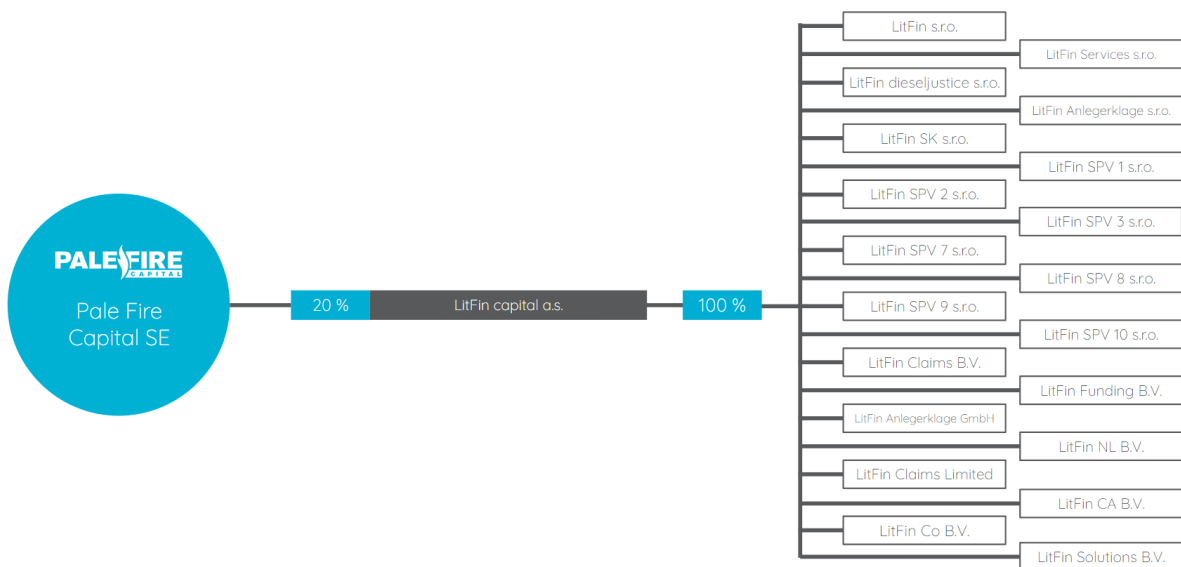 LitFin s.r.o.
LitFin Services s.r.o.
LitFin dieseljustice s.r.o.
LitFin Anlegerklage s.r.o.
LitFin SK s.r.o.
LitFin SPV 1 s.r.o.
LitFin SPV 2 s.r.o.
LitFin SPV 3 s.r.o.
LitFin SPV 7 s.r.o.
LitFin SPV 8 s.r.o.
PALE FIRE
CAPITAL
Pale Fire
Capital SE
20 %
LitFin capital a.s.
100 %
LitFin SPV 9 s.r.o.
LitFin SPV 10 s.r.o.
LitFin Claims B.V.
LitFin Funding B.V.
LitFin Anlegerklage GmbH
LitFin NL B.V.
LitFin Claims Limited
LitFin CA B.V.
LitFin Co B.V.
LitFin Solutions B.V.